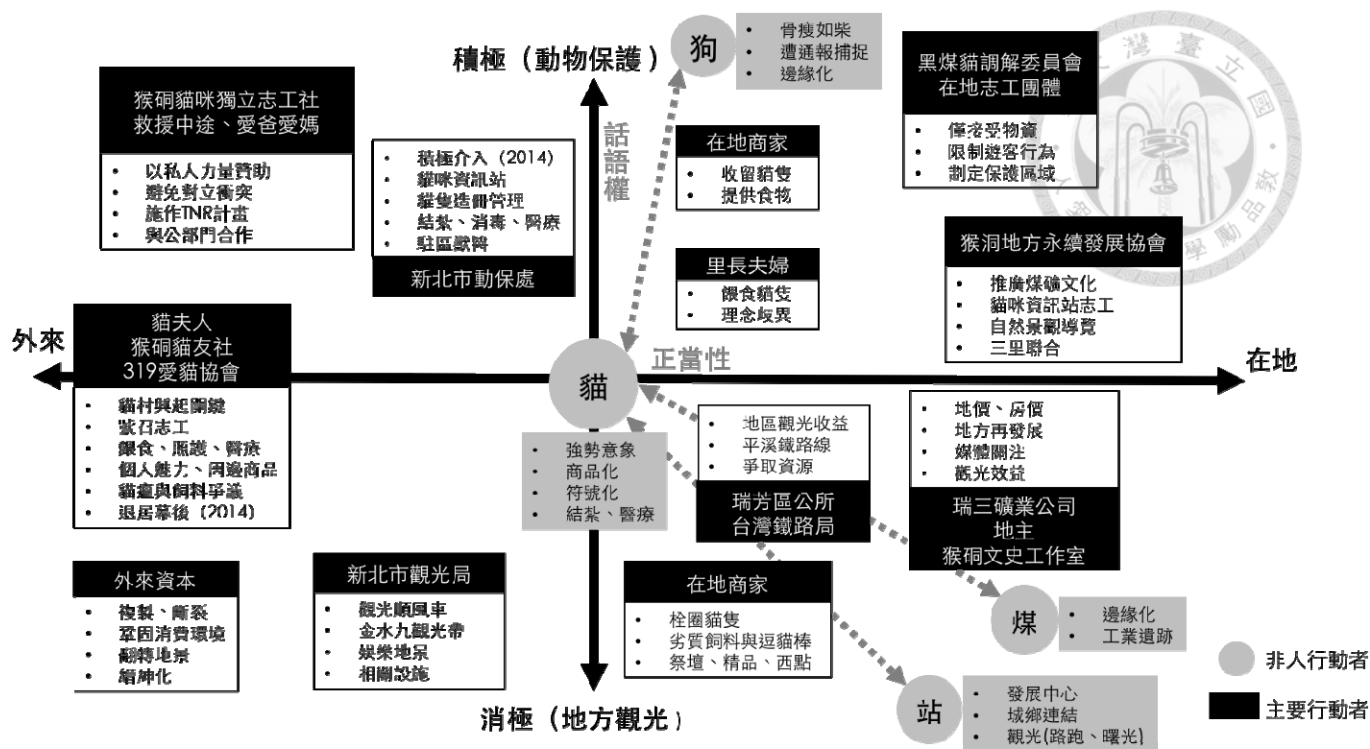 狗
• 骨瘦如柴
• 遭通報捕捉
• 邊緣化
積極（動物保護）
話語權
猴硐貓咪獨立志工社
救援中途、愛爸愛媽
• 以私人力量贊助
• 避免對立衝突
• 施作TNR計畫
• 與公部門合作
• 積極介入（2014）
• 貓咪資訊站
• 貓隻造冊管理
• 結紮、消毒、醫療
• 駐區獸醫
新北市動保處
在地商家
• 收留貓隻
• 提供食物
里長夫婦
• 餵食貓隻
• 理念歧異
黑煤貓調解委員會
在地志工團體
• 僅接受物資
• 限制遊客行為
• 劃定保護區域
猴洞地方永續發展協會
• 推廣煤礦文化
• 貓咪資訊站志工
• 自然景觀導覽
• 三里聯合
外來
貓夫人
猴硐貓友社
319愛貓協會
• 貓村興起關鍵
• 號召志工
• 餵食、照護、醫療
• 個人魅力、周邊商品
• 貓瘟與飼料爭議
• 退居幕後（2014）
正當性
在地
貓
• 強勢意象
• 商品化
• 符號化
• 結紮、醫療
• 地區觀光收益
• 平溪鐵路線
• 爭取資源
瑞芳區公所
台灣鐵路局
• 地價、房價
• 地方再發展
• 媒體關注
• 觀光效益
瑞三礦業公司
地主
猴硐文史工作室
外來資本
• 複製、斷裂
• 鞏固消費環境
• 翻轉地景
• 縉紳化
新北市觀光局
• 觀光順風車
• 金水九觀光帶
• 娛樂地景
• 相關設施
在地商家
• 栓圈貓隻
• 劣質飼料與逗貓棒
• 祭壇、精品、西點
煤
• 邊緣化
• 工業遺跡
站
• 發展中心
• 城鄉連結
• 觀光(路跑、曙光)
消極（地方觀光）
非人行動者
主要行動者